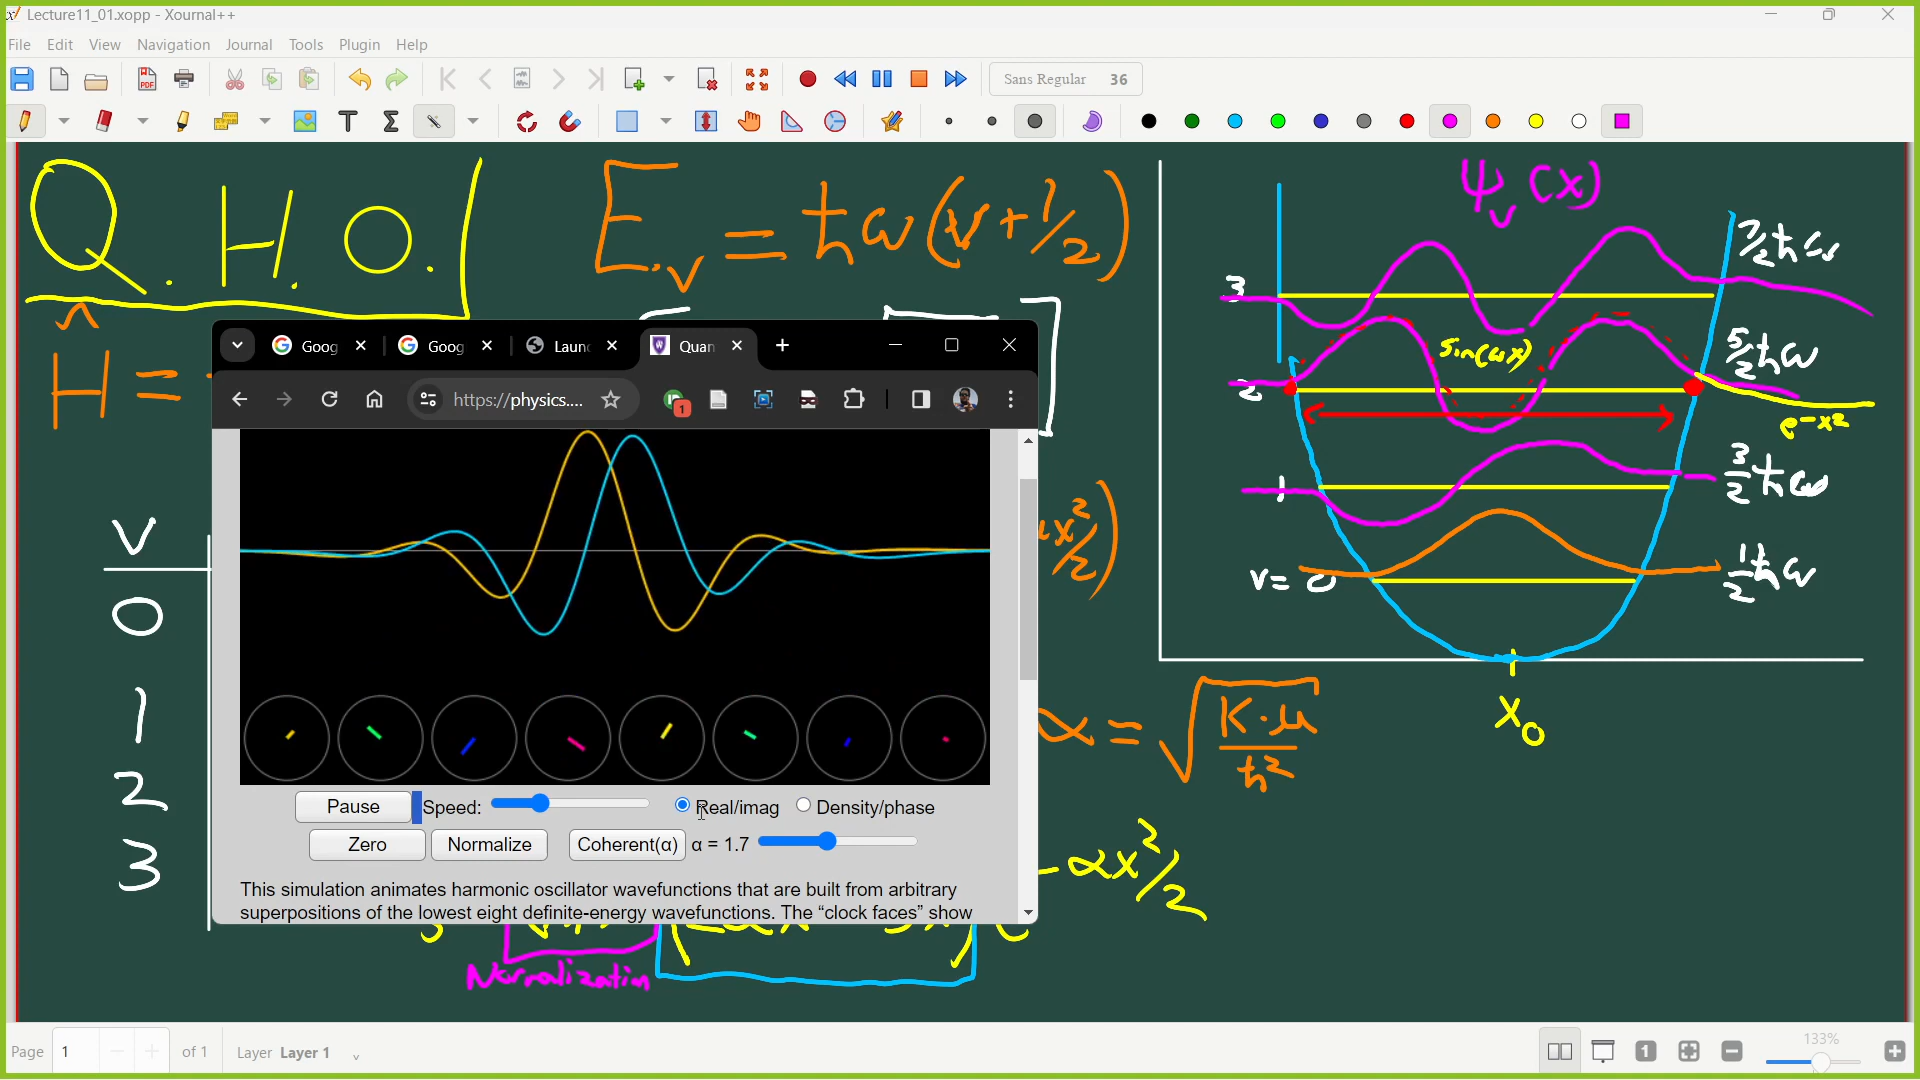 Lecture11_01.xopp - Xournal++
File Edit View Navigation Journal Tools Plugin Help
Sans Regular 36
Q.H.O.
E_v = ħω(v + 1/2)
Ĥ =
v
0
1
2
3
Goog
Goog
Laun
Quan
https://physics....
1
Pause
Speed:
Real/imag
Density/phase
Zero
Normalize
Coherent(α)
α = 1.7
This simulation animates harmonic oscillator wavefunctions that are built from arbitrary
superpositions of the lowest eight definite-energy wavefunctions. The “clock faces” show
Normalization
-αx²/2
α = √(K·μ/ħ²)
ψ_v(x)
3
7/2 ħω
2
sin(ωx)
5/2 ħω
e^-x²
1
3/2 ħω
v = 0
1/2 ħω
x₀
Page 1 of 1
Layer Layer 1
133%